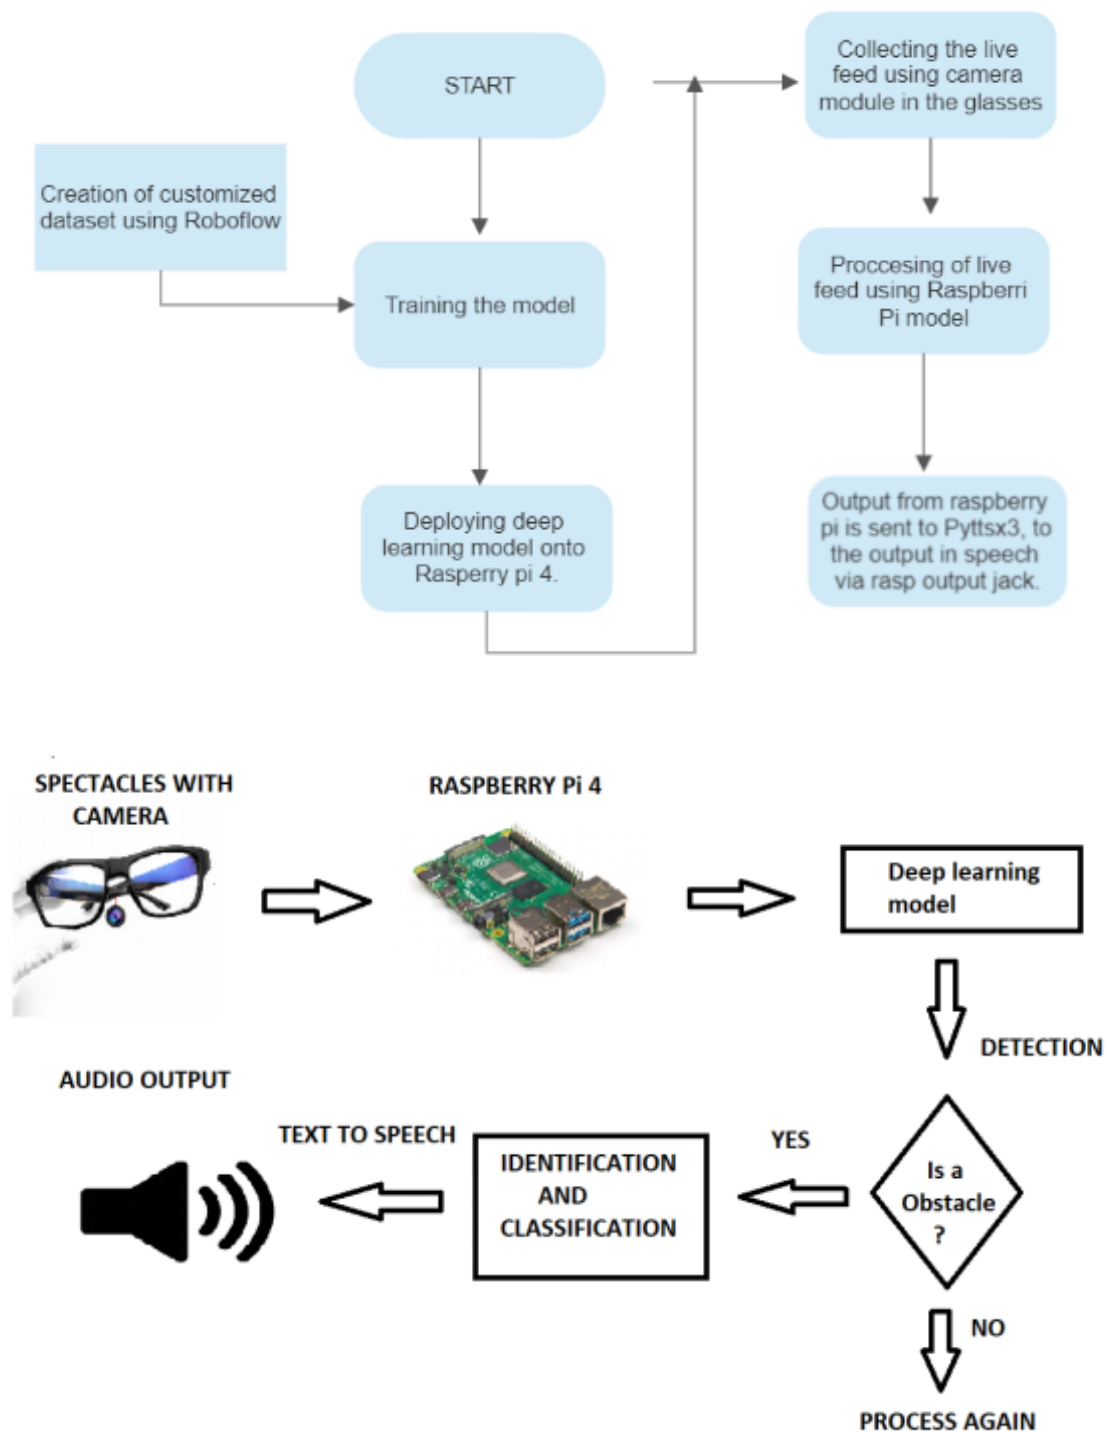 START
Creation of customized
dataset using Roboflow
Training the model
Deploying deep
learning model onto
Rasperry pi 4.
Collecting the live
feed using camera
module in the glasses
Proccesing of live
feed using Raspberri
Pi model
Output from raspberry
pi is sent to Pyttsx3, to
the output in speech
via rasp output jack.
SPECTACLES WITH
CAMERA
RASPBERRY Pi 4
Deep learning
model
DETECTION
Is a
Obstacle
?
YES
NO
PROCESS AGAIN
IDENTIFICATION
AND
CLASSIFICATION
TEXT TO SPEECH
AUDIO OUTPUT